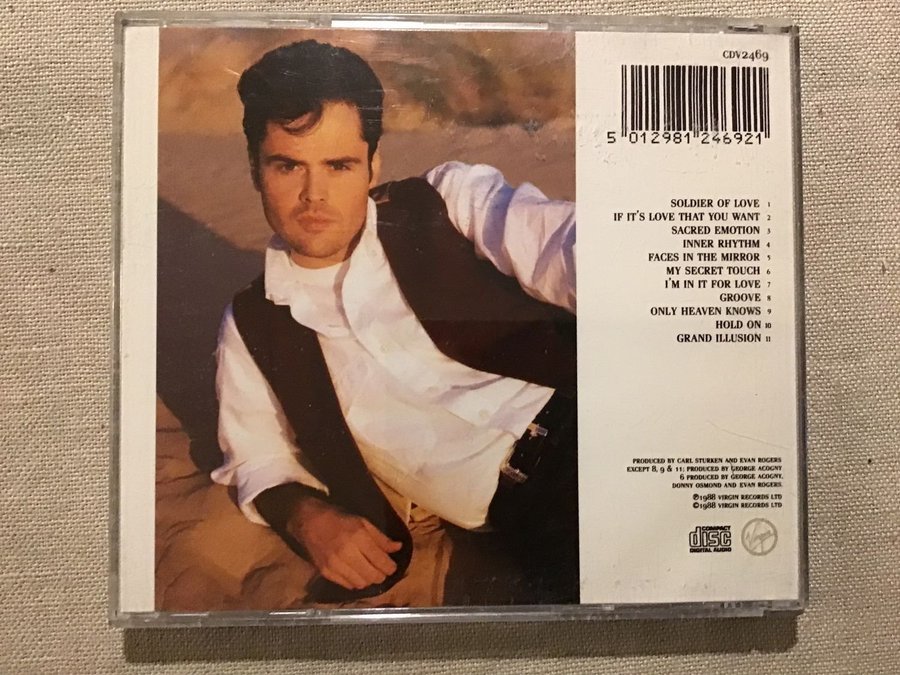 CDV2469
5 012981 246921
SOLDIER OF LOVE 1
IF IT'S LOVE THAT YOU WANT 2
SACRED EMOTION 3
INNER RHYTHM 4
FACES IN THE MIRROR 5
MY SECRET TOUCH 6
I'M IN IT FOR LOVE 7
GROOVE 8
ONLY HEAVEN KNOWS 9
HOLD ON 10
GRAND ILLUSION 11
PRODUCED BY CARL STURKEN AND EVAN ROGERS
EXCEPT 8, 9 & 11; PRODUCED BY GEORGE ACOGNY
6 PRODUCED BY GEORGE ACOGNY,
DONNY OSMOND AND EVAN ROGERS.
℗1988 VIRGIN RECORDS LTD
©1988 VIRGIN RECORDS LTD
COMPACT
disc
DIGITAL AUDIO
Virgin